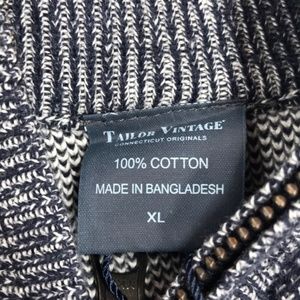 TAILOR VINTAGE®
CONNECTICUT ORIGINALS
100% COTTON
MADE IN BANGLADESH
XL